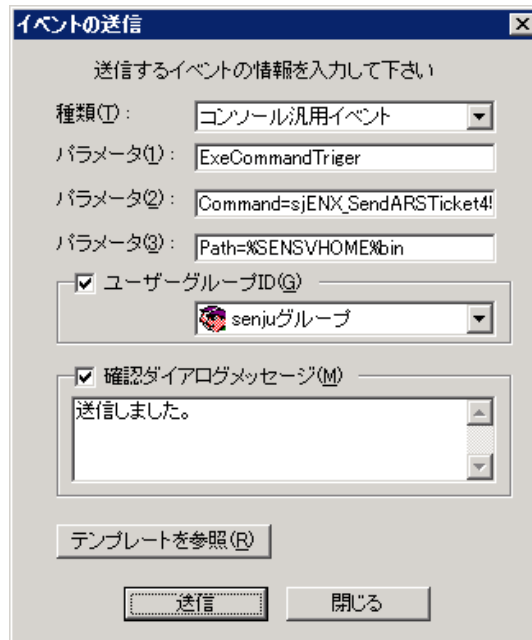 イベントの送信
送信するイベントの情報を入力して下さい
種類(T): コンソール汎用イベント
パラメータ(1): ExeCommandTriger
パラメータ(2): Command=sjENX_SendARSTicket4!
パラメータ(3): Path=%SENSVHOME%bin
ユーザーグループID(G)
senjuグループ
確認ダイアログメッセージ(M)
送信しました。
テンプレートを参照(R)
送信 閉じる